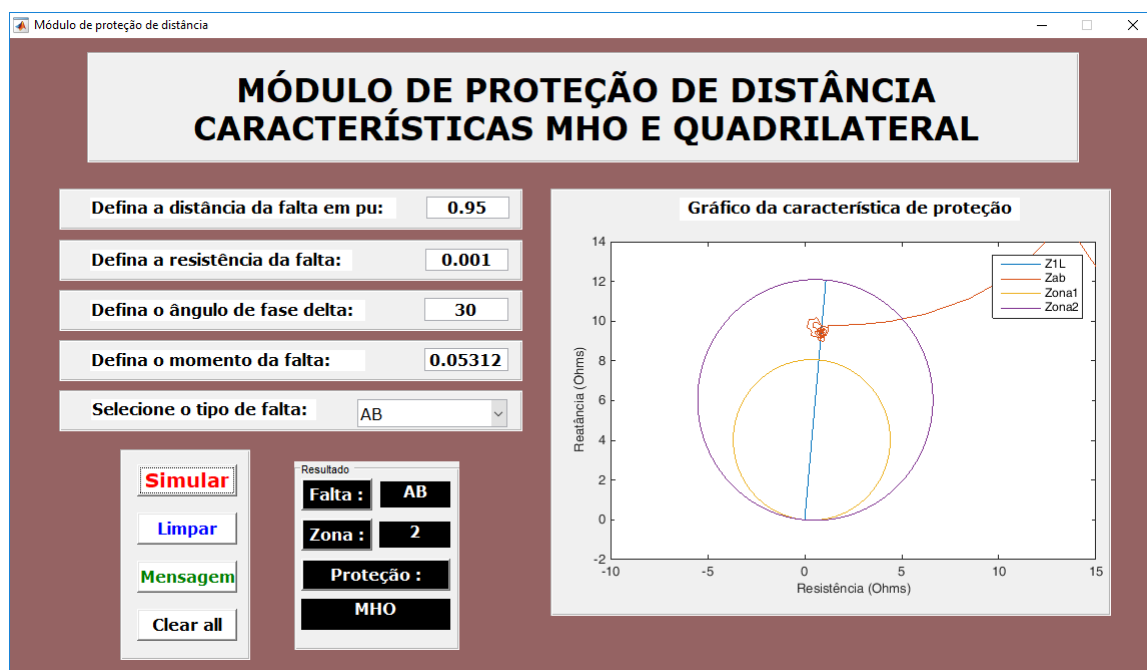 Módulo de proteção de distância
MÓDULO DE PROTEÇÃO DE DISTÂNCIA
CARACTERÍSTICAS MHO E QUADRILATERAL
Defina a distância da falta em pu:
0.95
Defina a resistência da falta:
0.001
Defina o ângulo de fase delta:
30
Defina o momento da falta:
0.05312
Selecione o tipo de falta:
AB
Simular
Limpar
Mensagem
Clear all
Resultado
Falta :
AB
Zona :
2
Proteção :
MHO
Gráfico da característica de proteção
14
12
10
8
6
4
2
0
-2
-10
-5
0
5
10
15
Reatância (Ohms)
Resistência (Ohms)
Z1L
Zab
Zona1
Zona2